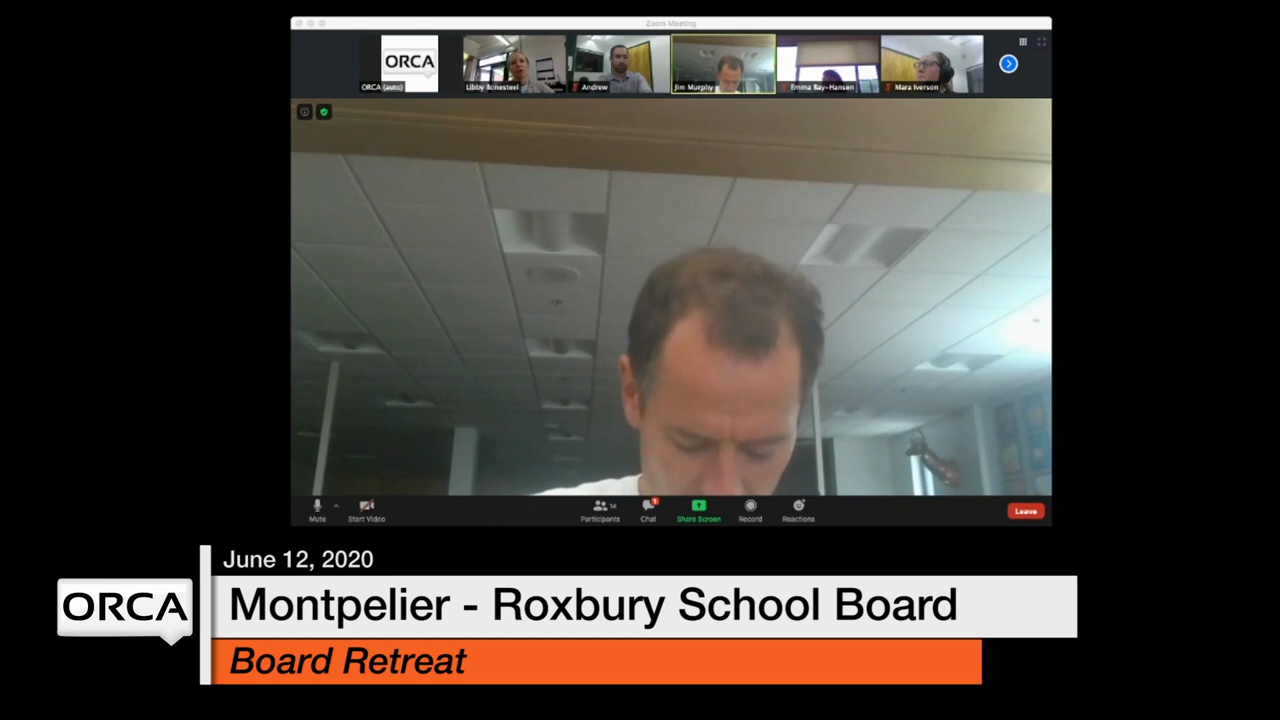 Zoom Meeting
ORCA
ORCA (auto)
Libby Bonesteel
Andrew
Jim Murphy
Emma Bay-Hansen
Mara Iverson
Mute
Start Video
Participants
14
Chat
1
Share Screen
Record
Reactions
Leave
June 12, 2020
ORCA
Montpelier - Roxbury School Board
Board Retreat